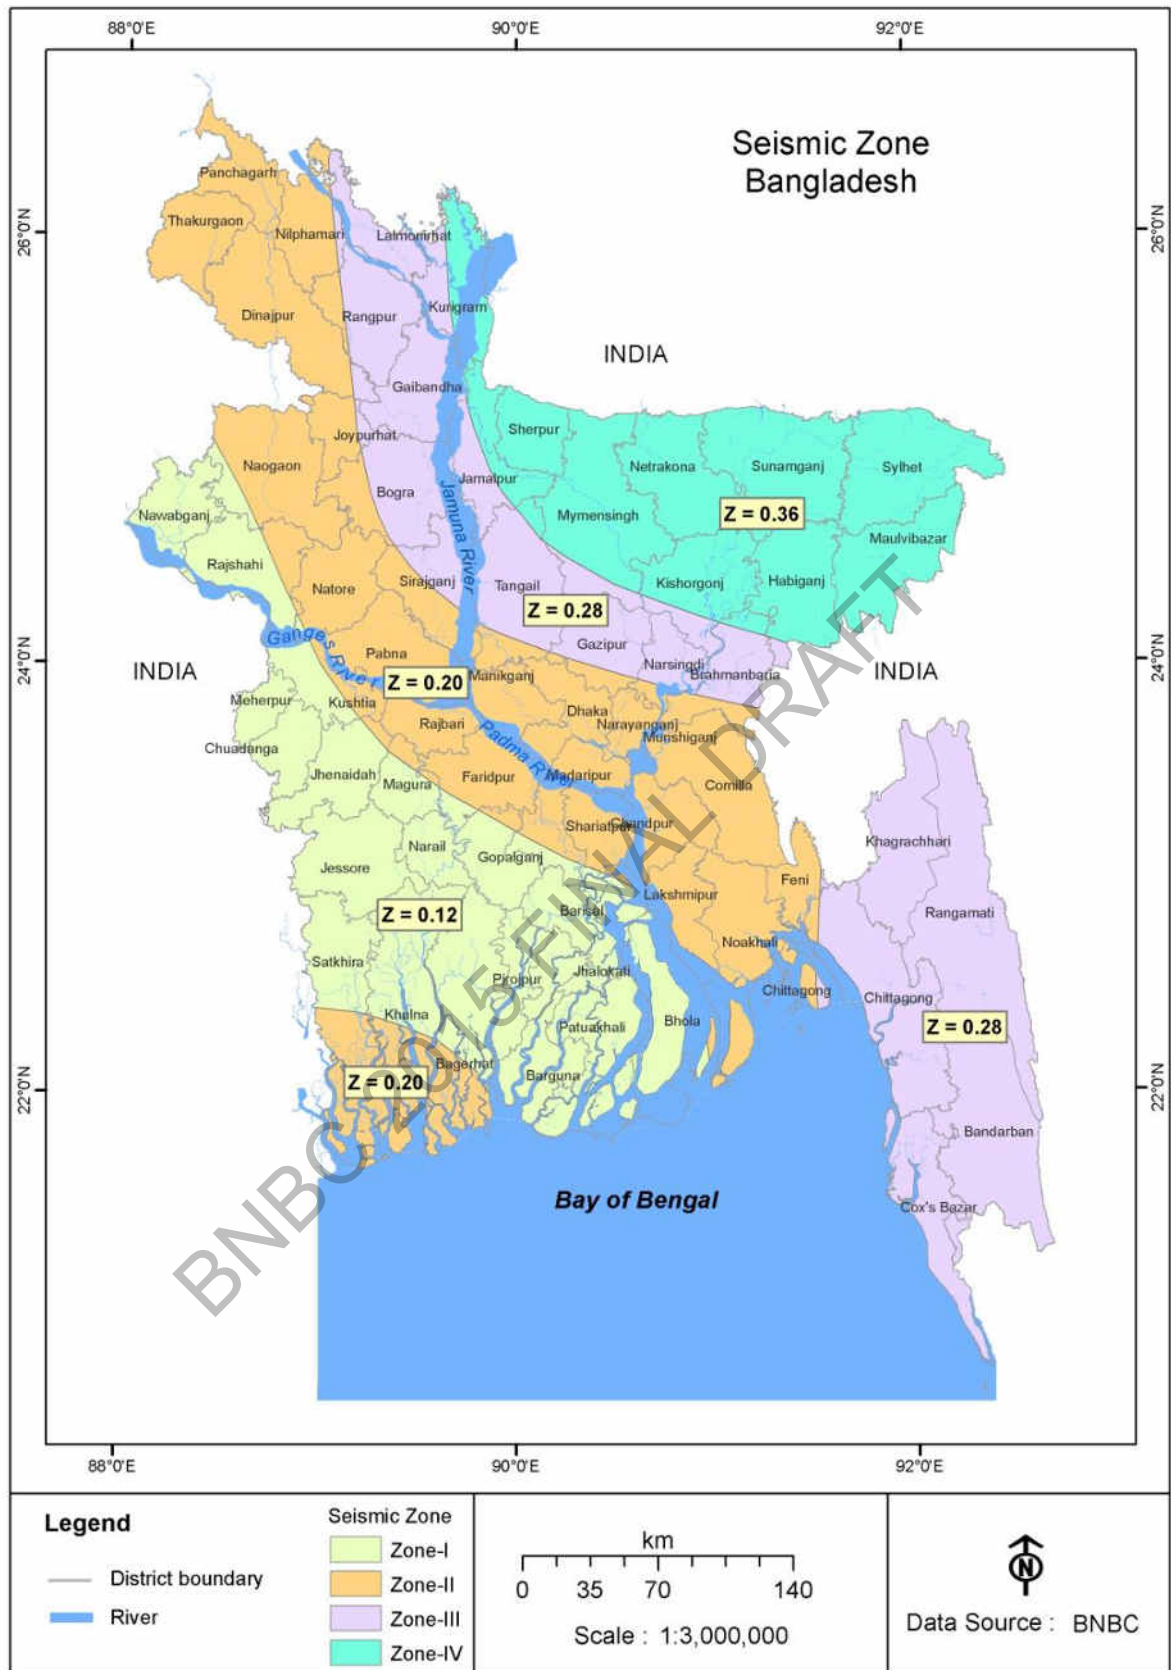 88°0'E
90°0'E
92°0'E
Seismic Zone
Bangladesh
26°0'N
26°0'N
Panchagarh
Thakurgaon
Nilphamari
Lalmonirhat
Dinajpur
Rangpur
Kurigram
INDIA
Gaibandha
Joypurhat
Sherpur
Naogaon
Netrakona
Sunamganj
Sylhet
Jamalpur
Bogra
Jamuna River
Nawabganj
Mymensingh
Z = 0.36
Maulvibazar
Rajshahi
Sirajganj
Tangail
Kishorgonj
Habiganj
Natore
Z = 0.28
Ganges River
Gazipur
24°0'N
24°0'N
INDIA
Pabna
Narsingdi
Brahmanbaria
INDIA
Z = 0.20
Manikganj
Meherpur
Kushtia
Dhaka
Rajbari
Narayanganj
Munshiganj
Chuadanga
Padma River
Jhenaidah
Magura
Faridpur
Madaripur
Comilla
Shariatpur
Chandpur
Khagrachhari
Narail
Gopalganj
Jessore
Feni
Lakshmipur
Z = 0.12
Barisal
Rangamati
Noakhali
Satkhira
Pirojpur
Jhalokati
Chittagong
Chittagong
Khulna
Patuakhali
Bhola
Z = 0.28
Bagerhat
Barguna
Z = 0.20
22°0'N
22°0'N
Bandarban
Bay of Bengal
Cox's Bazar
BNBC 2015 FINAL DRAFT
88°0'E
90°0'E
92°0'E
Legend
District boundary
River
Seismic Zone
Zone-I
Zone-II
Zone-III
Zone-IV
km
0 35 70 140
Scale : 1:3,000,000
N
Data Source : BNBC